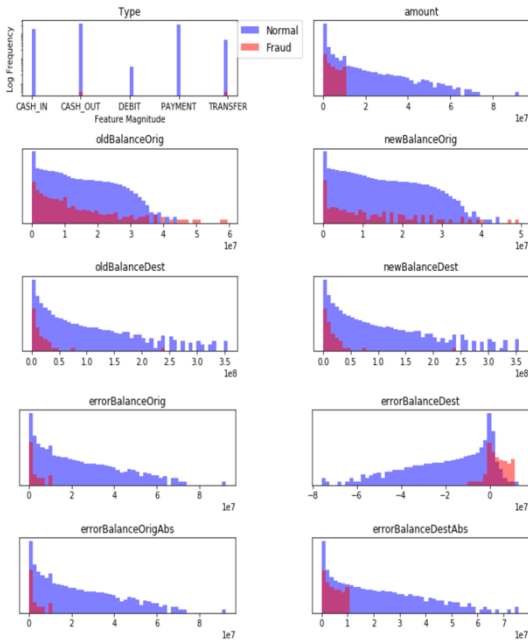 Type
Log Frequency
CASH_IN CASH_OUT DEBIT PAYMENT TRANSFER
Feature Magnitude
Normal
Fraud
amount
0 2 4 6 8
1e7
oldBalanceOrig
0 1 2 3 4 5 6
1e7
newBalanceOrig
0 1 2 3 4 5
1e7
oldBalanceDest
0.0 0.5 1.0 1.5 2.0 2.5 3.0 3.5
1e8
newBalanceDest
0.0 0.5 1.0 1.5 2.0 2.5 3.0 3.5
1e8
errorBalanceOrig
0 2 4 6 8
1e7
errorBalanceDest
−8 −6 −4 −2 0
1e7
errorBalanceOrigAbs
0 2 4 6 8
1e7
errorBalanceDestAbs
0 1 2 3 4 5 6 7
1e7